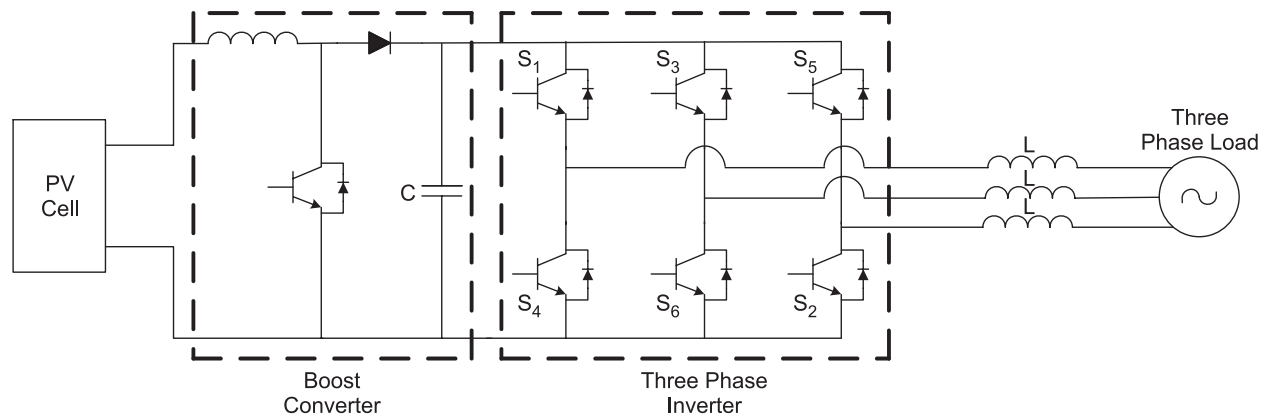 PV
Cell
C
Boost
Converter
S1
S3
S5
S4
S6
S2
Three Phase
Inverter
L
L
L
Three
Phase Load